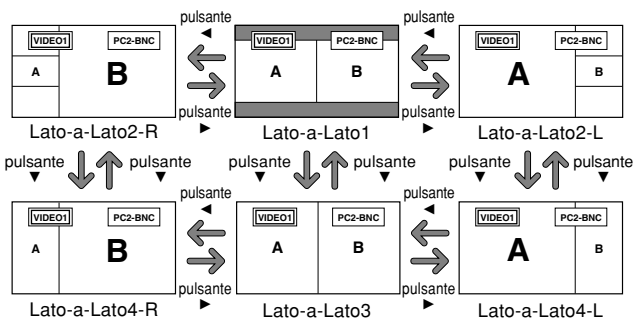 pulsante ◄ pulsante ◄
VIDEO1 PC2-BNC VIDEO1 PC2-BNC VIDEO1 PC2-BNC
A B A B A B
pulsante ► pulsante ►
Lato-a-Lato2-R Lato-a-Lato1 Lato-a-Lato2-L
pulsante ▼ pulsante ▼ pulsante ▼ pulsante ▼ pulsante ▼ pulsante ▼
pulsante ◄ pulsante ◄
VIDEO1 PC2-BNC VIDEO1 PC2-BNC VIDEO1 PC2-BNC
A B A B A B
pulsante ► pulsante ►
Lato-a-Lato4-R Lato-a-Lato3 Lato-a-Lato4-L